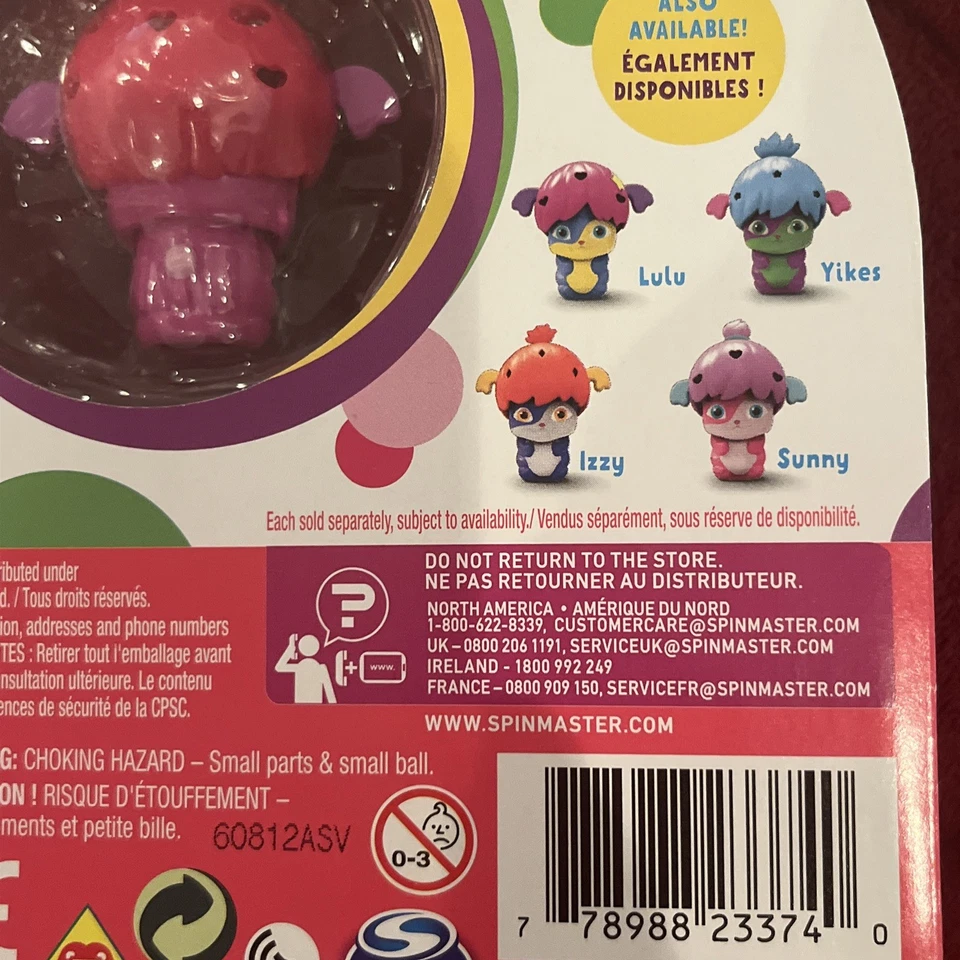 ALSO
AVAILABLE!
ÉGALEMENT
DISPONIBLES !
Lulu
Yikes
Izzy
Sunny
Each sold separately, subject to availability./ Vendus séparément, sous réserve de disponibilité.
ributed under
d. / Tous droits réservés.
ion, addresses and phone numbers
TES : Retirer tout l'emballage avant
nsultation ultérieure. Le contenu
ences de sécurité de la CPSC.
?
WWW.
DO NOT RETURN TO THE STORE.
NE PAS RETOURNER AU DISTRIBUTEUR.
NORTH AMERICA • AMÉRIQUE DU NORD
1-800-622-8339, CUSTOMERCARE@SPINMASTER.COM
UK – 0800 206 1191, SERVICEUK@SPINMASTER.COM
IRELAND - 1800 992 249
FRANCE – 0800 909 150, SERVICEFR@SPINMASTER.COM
WWW.SPINMASTER.COM
G: CHOKING HAZARD – Small parts & small ball.
ON ! RISQUE D'ÉTOUFFEMENT –
ments et petite bille.
60812ASV
0-3
7 78988 23374 0